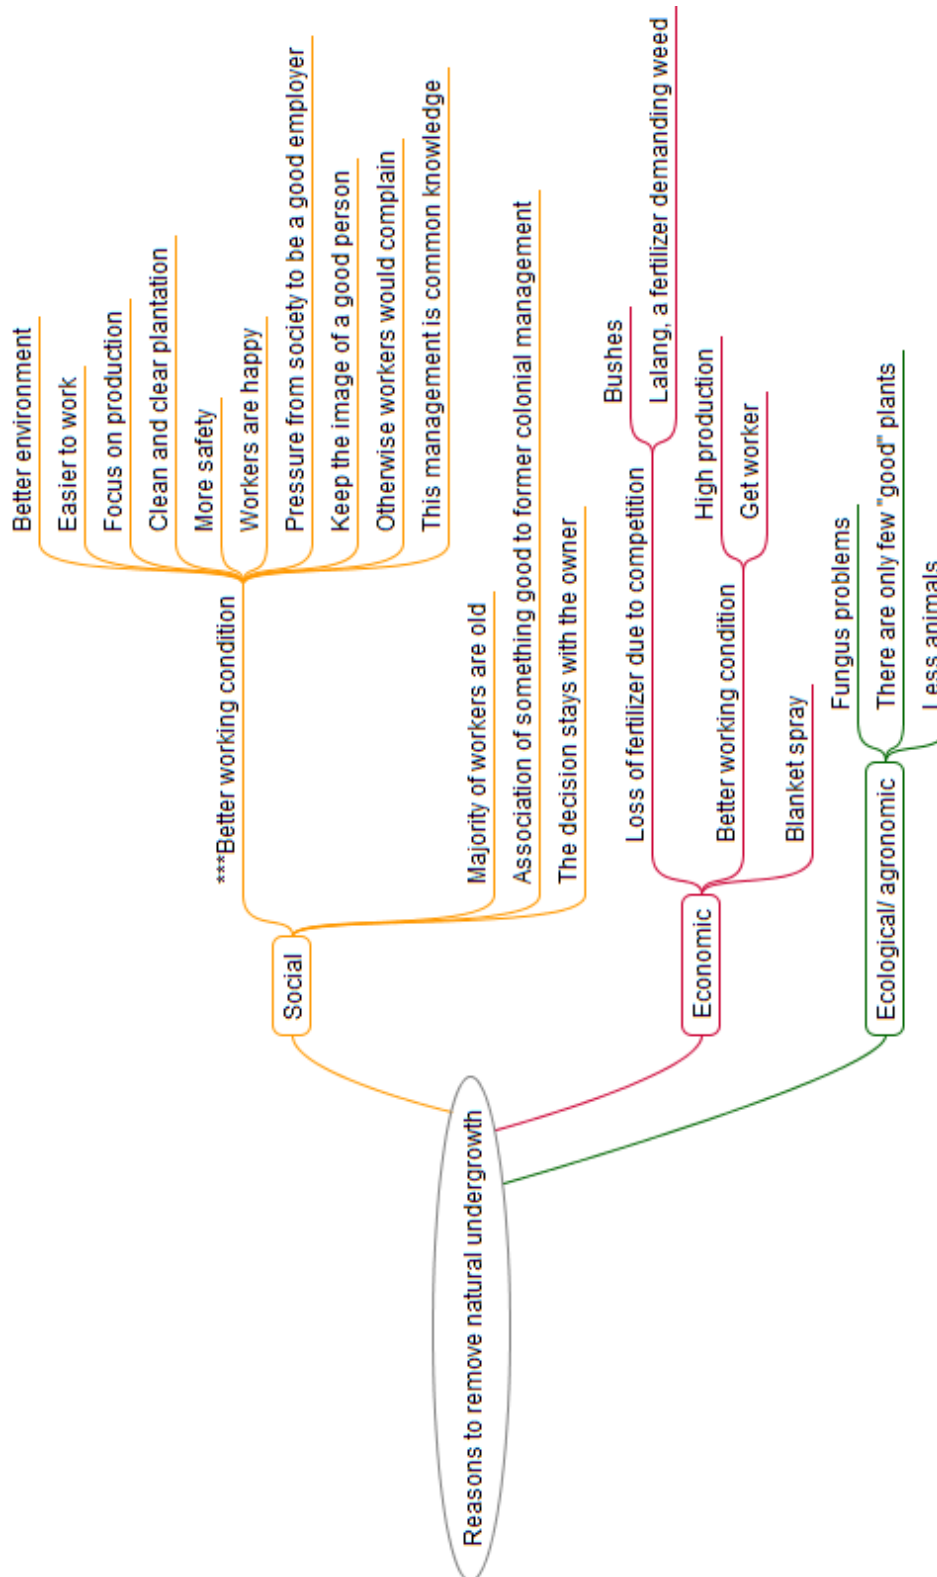 Reasons to remove natural undergrowth
Social
***Better working condition
Better environment
Easier to work
Focus on production
Clean and clear plantation
More safety
Workers are happy
Pressure from society to be a good employer
Keep the image of a good person
Otherwise workers would complain
This management is common knowledge
Majority of workers are old
Association of something good to former colonial management
The decision stays with the owner
Economic
Loss of fertilizer due to competition
Bushes
Lalang, a fertilizer demanding weed
Better working condition
High production
Get worker
Blanket spray
Ecological/ agronomic
Fungus problems
There are only few "good" plants
Less animals